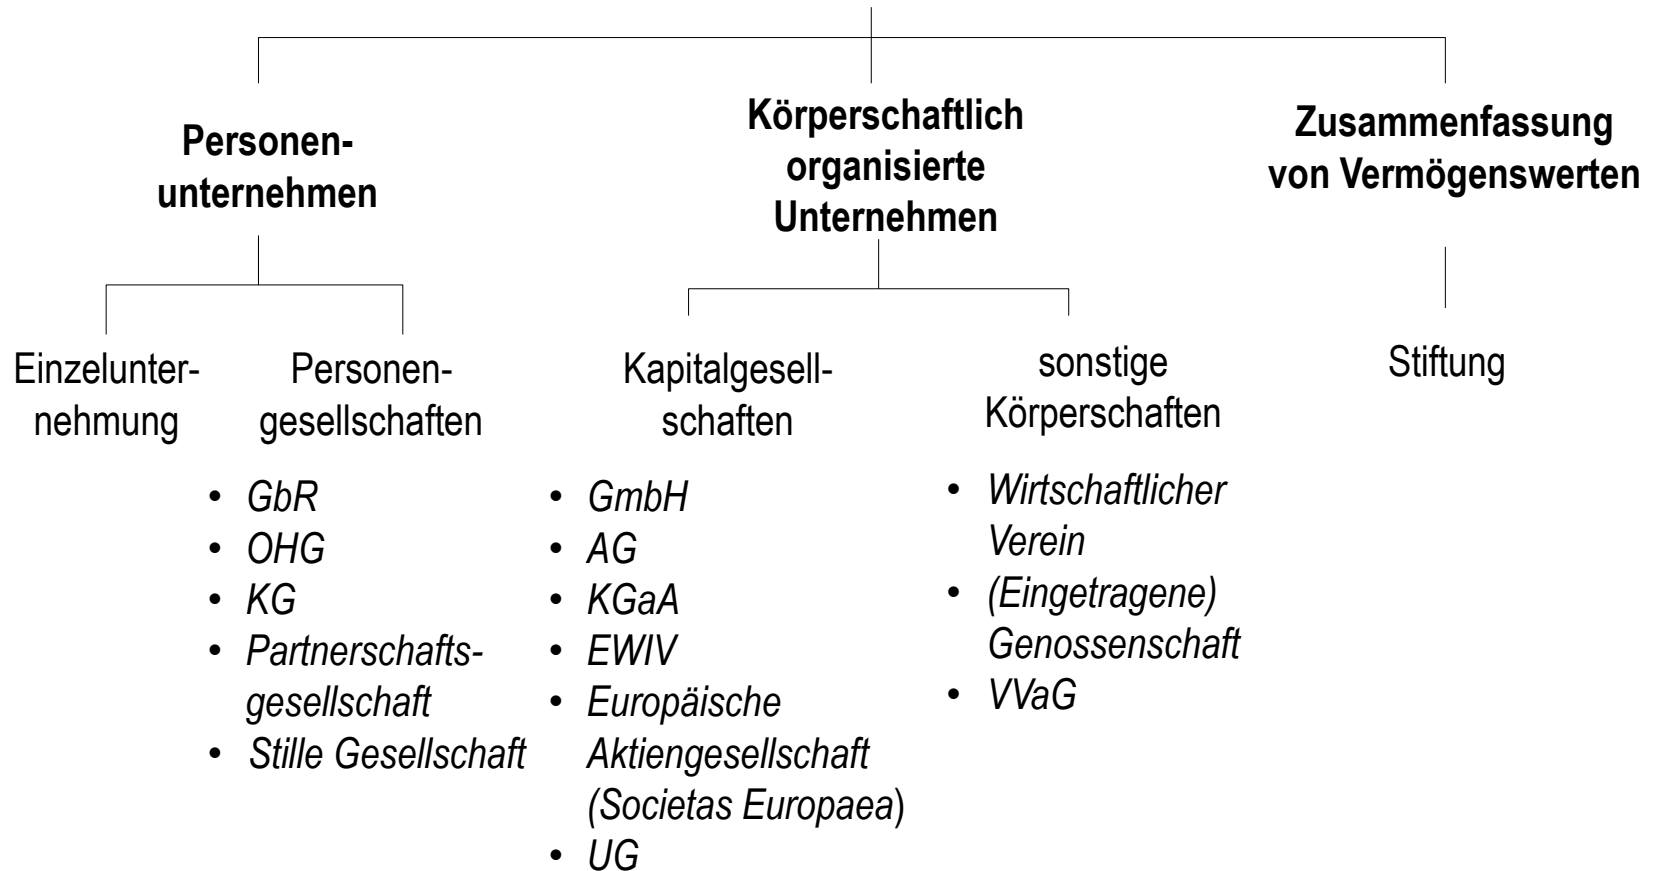 Personen-
unternehmen
Körperschaftlich
organisierte
Unternehmen
Zusammenfassung
von Vermögenswerten
Einzelunter-
nehmung
Personen-
gesellschaften
• GbR
• OHG
• KG
• Partnerschafts-
gesellschaft
• Stille Gesellschaft
Kapitalgesell-
schaften
• GmbH
• AG
• KGaA
• EWIV
• Europäische
Aktiengesellschaft
(Societas Europaea)
• UG
sonstige
Körperschaften
• Wirtschaftlicher
Verein
• (Eingetragene)
Genossenschaft
• VVaG
Stiftung